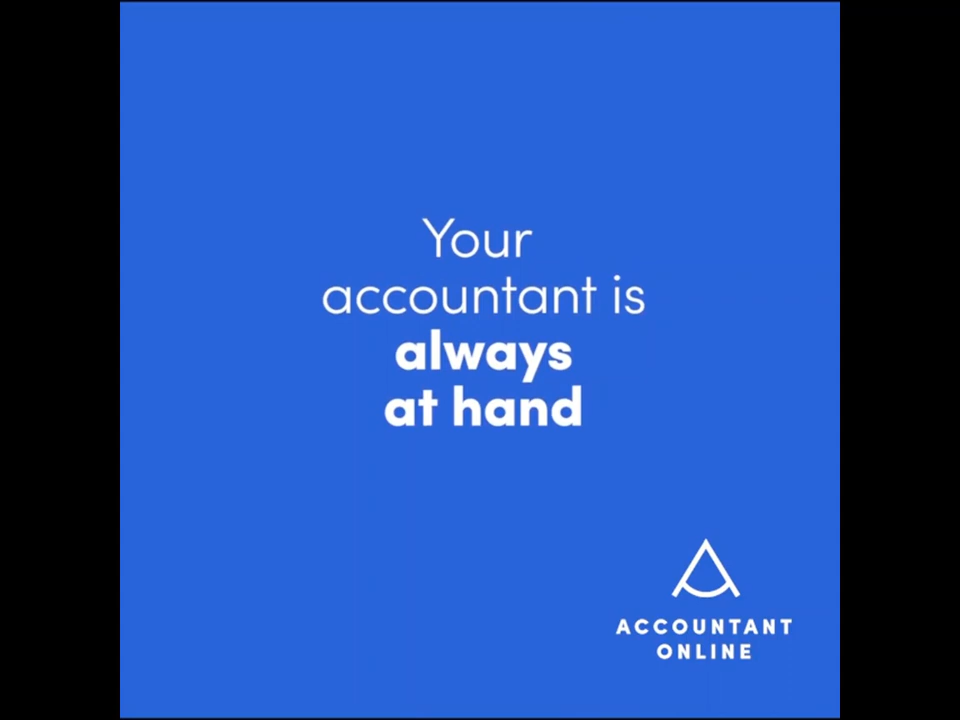 Your
accountant is
always
at hand
ACCOUNTANT
ONLINE